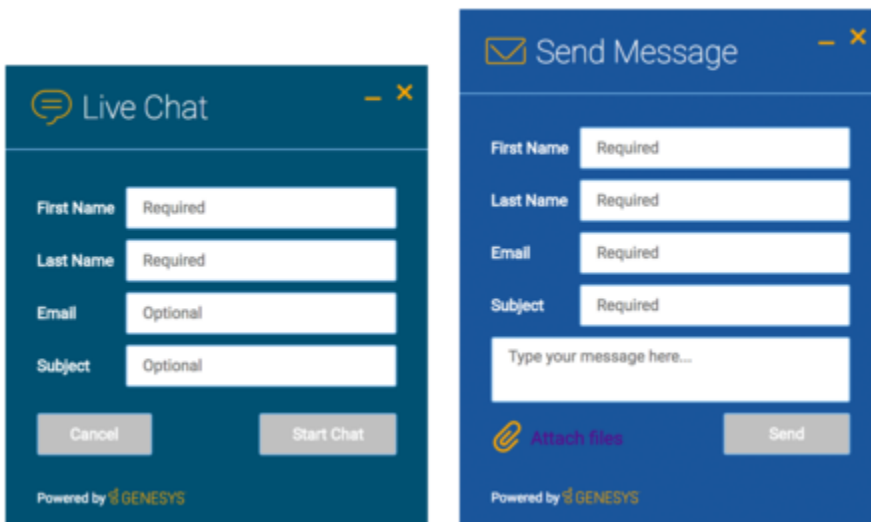 Live Chat
First Name Required
Last Name Required
Email Optional
Subject Optional
Cancel Start Chat
Powered by GENESYS
Send Message
First Name Required
Last Name Required
Email Required
Subject Required
Type your message here...
Attach files Send
Powered by GENESYS